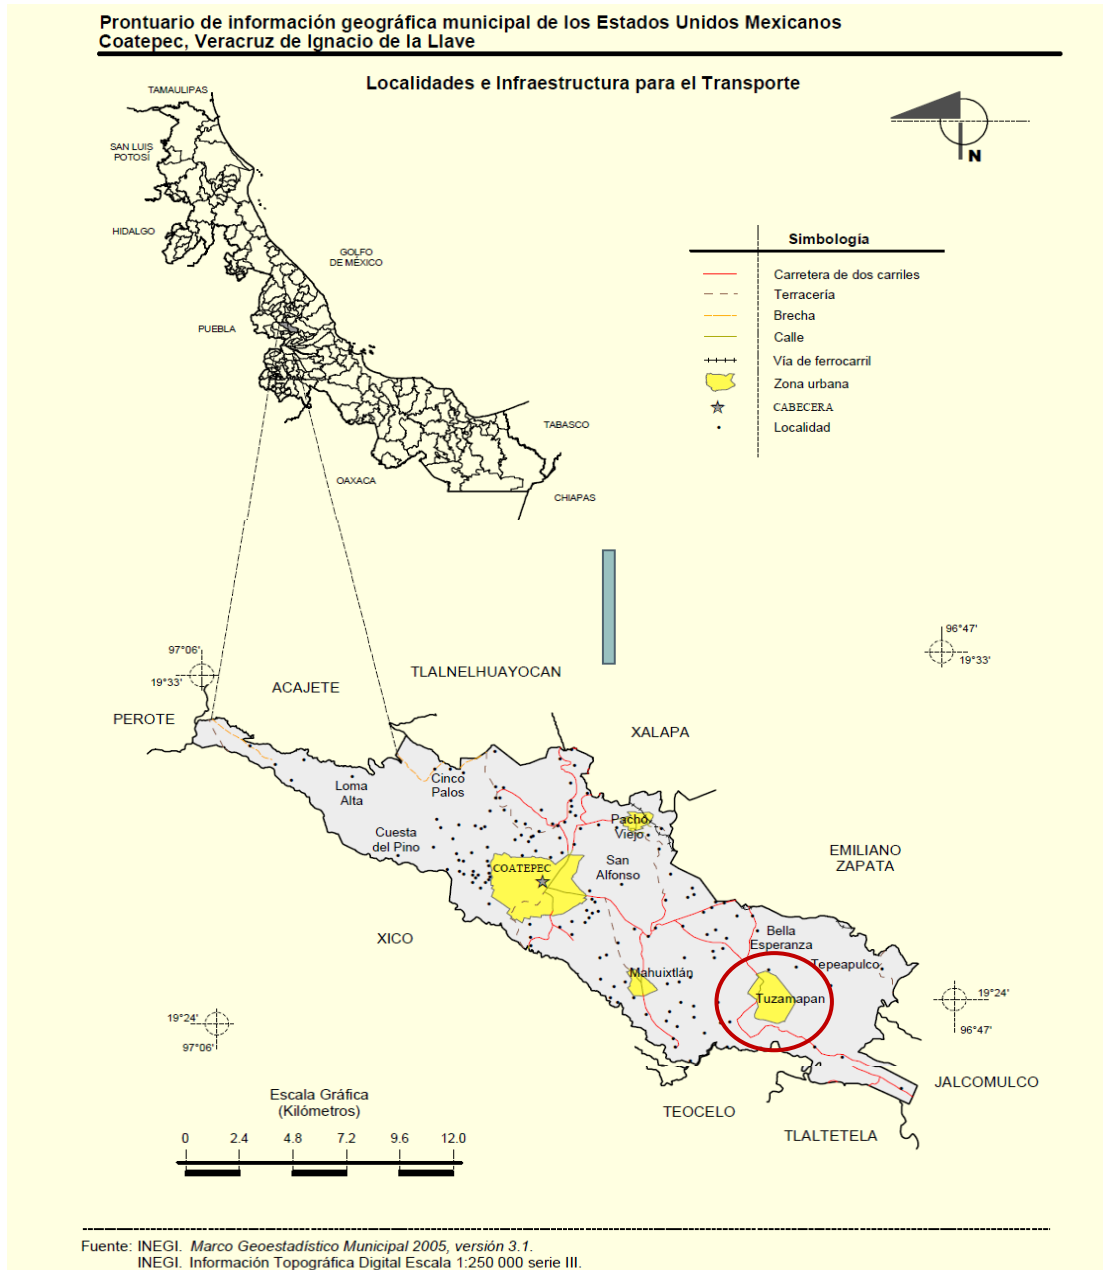 Prontuario de información geográfica municipal de los Estados Unidos Mexicanos
Coatepec, Veracruz de Ignacio de la Llave
Localidades e Infraestructura para el Transporte
TAMAULIPAS
SAN LUIS
POTOSÍ
HIDALGO
GOLFO
DE MÉXICO
PUEBLA
TABASCO
OAXACA
CHIAPAS
N
Simbología
Carretera de dos carriles
Terracería
Brecha
Calle
Vía de ferrocarril
Zona urbana
CABECERA
Localidad
97°06'
19°33'
96°47'
19°33'
ACAJETE
TLALNELHUAYOCAN
PEROTE
XALAPA
Loma
Alta
Cinco
Palos
Cuesta
del Pino
Pacho
Viejo
COATEPEC
San
Alfonso
EMILIANO
ZAPATA
XICO
Bella
Esperanza
Tepeapulco
Mahuixtlán
Tuzamapan
19°24'
97°06'
19°24'
96°47'
JALCOMULCO
TEOCELO
TLALTETELA
Escala Gráfica
(Kilómetros)
0 2.4 4.8 7.2 9.6 12.0
Fuente: INEGI. Marco Geoestadístico Municipal 2005, versión 3.1.
INEGI. Información Topográfica Digital Escala 1:250 000 serie III.